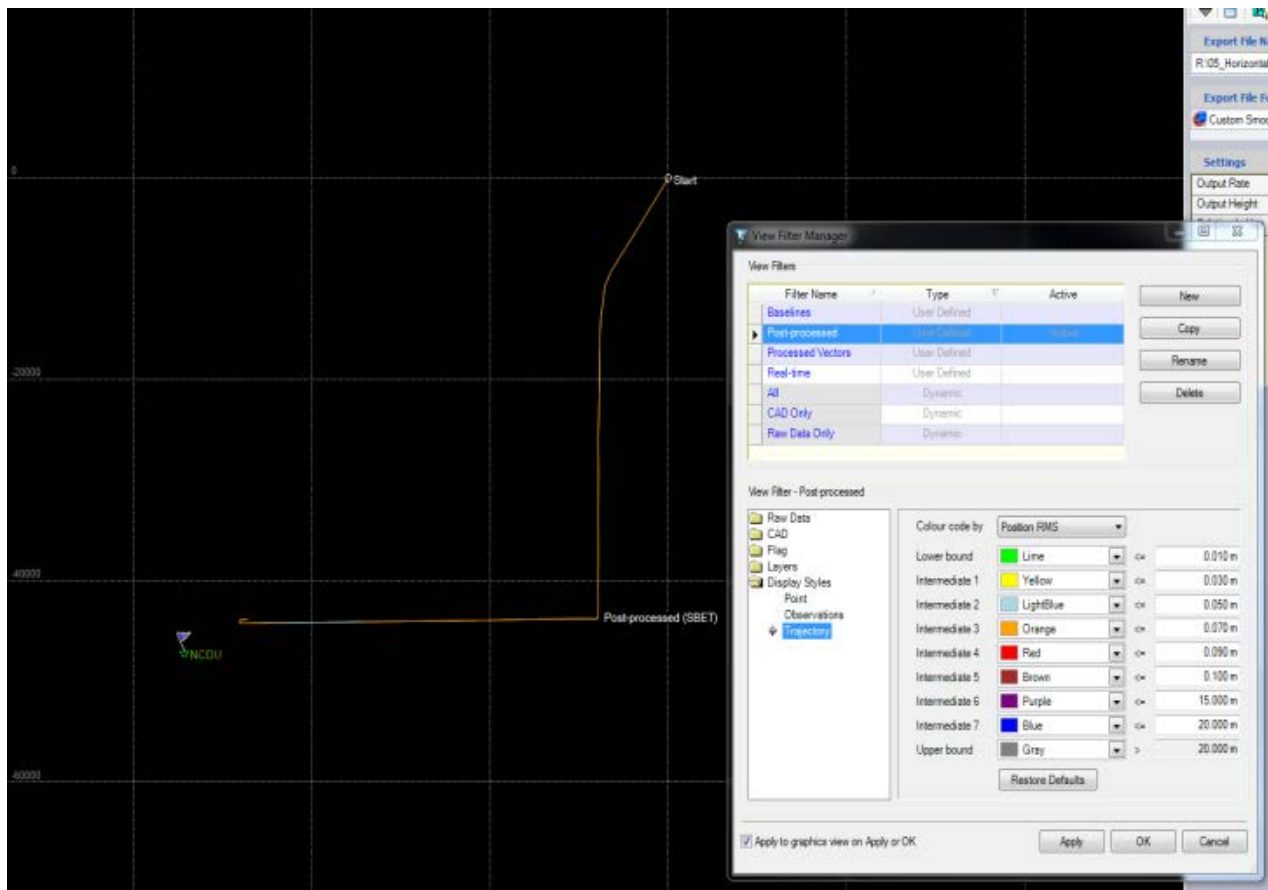 Export File N
R:\05_Horizontal
Export File Fo
Custom Smoo
Settings
Output Rate
Output Height
0
Start
-20000
-40000
Post-processed (SBET)
NCDU
-60000
View Filter Manager
View Filters
Filter Name Type Active
Baselines User Defined
Post-processed User Defined Active
Processed Vectors User Defined
Real-time User Defined
All Dynamic
CAD Only Dynamic
Raw Data Only Dynamic
New
Copy
Rename
Delete
View Filter - Post-processed
Raw Data
CAD
Flag
Layers
Display Styles
Point
Observations
Trajectory
Colour code by Position RMS
Lower bound Lime <= 0.010 m
Intermediate 1 Yellow <= 0.030 m
Intermediate 2 LightBlue <= 0.050 m
Intermediate 3 Orange <= 0.070 m
Intermediate 4 Red <= 0.090 m
Intermediate 5 Brown <= 0.100 m
Intermediate 6 Purple <= 15.000 m
Intermediate 7 Blue <= 20.000 m
Upper bound Gray > 20.000 m
Restore Defaults
Apply to graphics view on Apply or OK
Apply
OK
Cancel